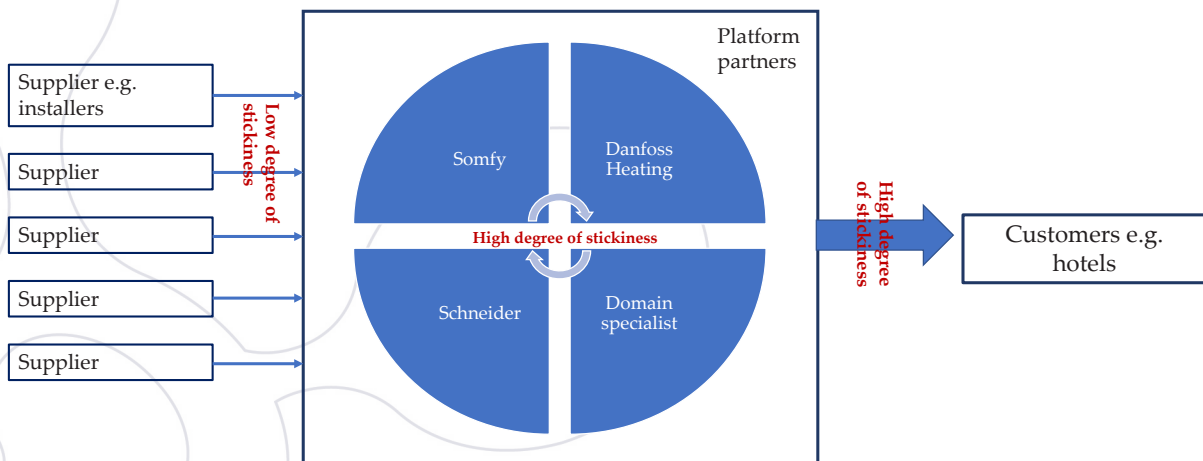 Supplier e.g.
installers
Supplier
Supplier
Supplier
Supplier
Low degree of
stickiness
Platform
partners
Somfy
Danfoss
Heating
High degree of stickiness
Schneider
Domain
specialist
High degree
of stickiness
Customers e.g.
hotels